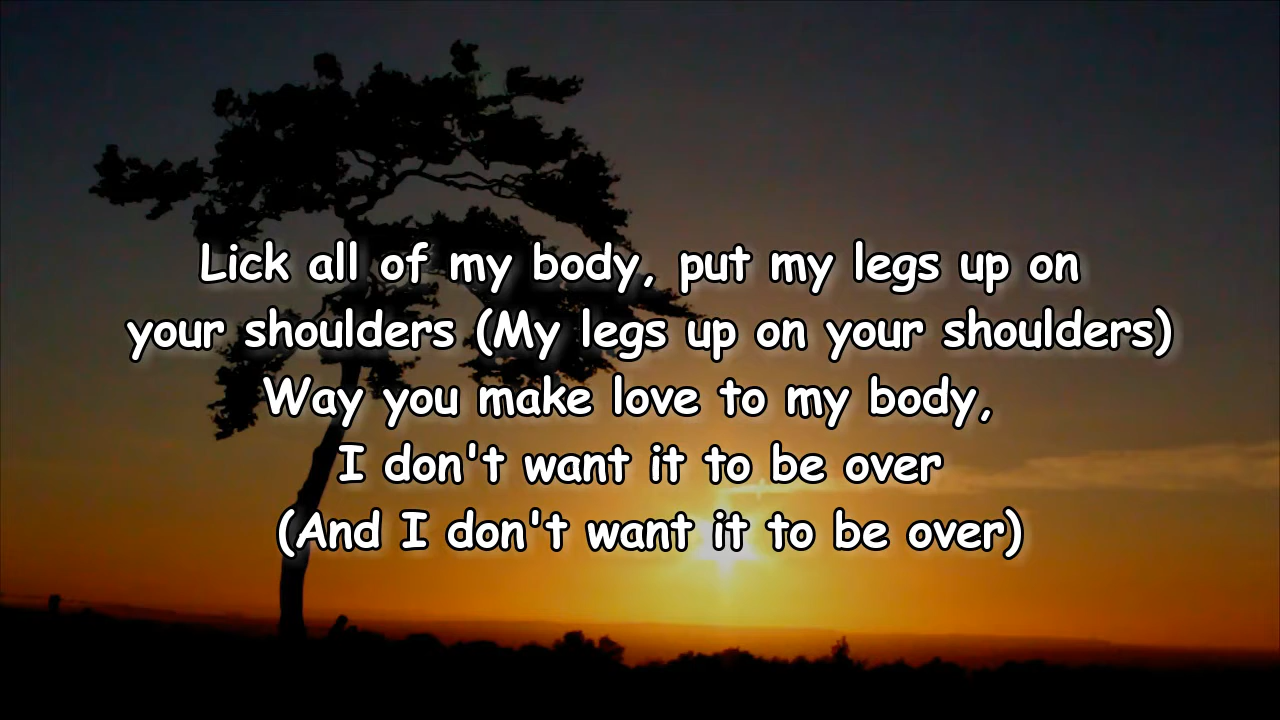 Lick all of my body, put my legs up on
your shoulders (My legs up on your shoulders)
Way you make love to my body,
I don't want it to be over
(And I don't want it to be over)